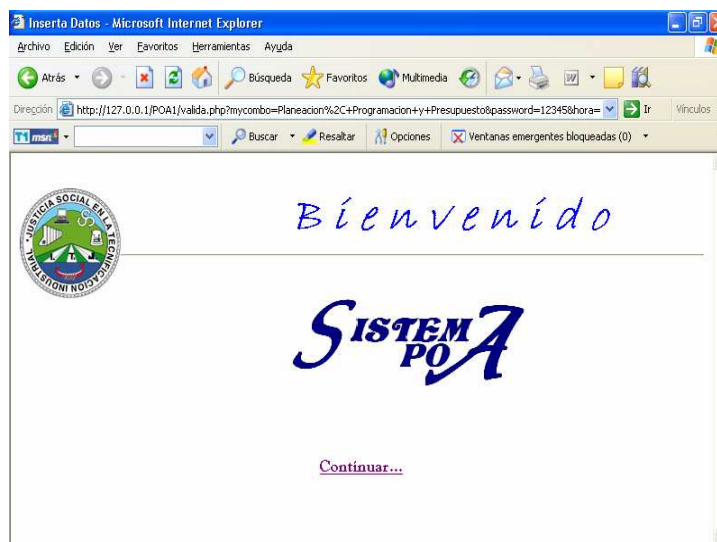 Inserta Datos - Microsoft Internet Explorer
Archivo Edición Ver Favoritos Herramientas Ayuda
Atrás Búsqueda Favoritos Multimedia
Dirección http://127.0.0.1/POA1/valida.php?mycombo=Planeacion%2C+Programacion+y+Presupuesto&password=12345&hora= Ir Vínculos
msn Buscar Resaltar Opciones Ventanas emergentes bloqueadas (0)
JUSTICIA SOCIAL EN LA TECNIFICACION INDUSTRIAL
I. T. J.
Bienvenido
SISTEMA
POA
Continuar...